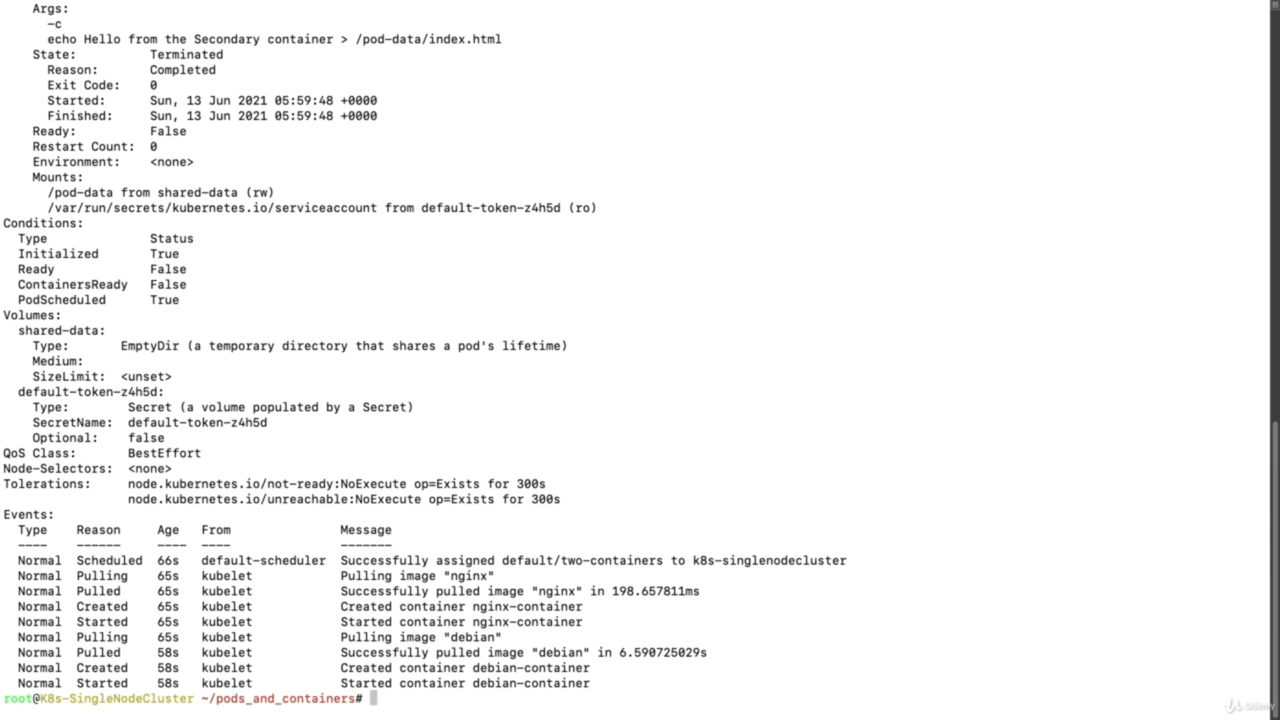 Args:
-c
echo Hello from the Secondary container > /pod-data/index.html
State: Terminated
Reason: Completed
Exit Code: 0
Started: Sun, 13 Jun 2021 05:59:48 +0000
Finished: Sun, 13 Jun 2021 05:59:48 +0000
Ready: False
Restart Count: 0
Environment: <none>
Mounts:
/pod-data from shared-data (rw)
/var/run/secrets/kubernetes.io/serviceaccount from default-token-z4h5d (ro)
Conditions:
Type Status
Initialized True
Ready False
ContainersReady False
PodScheduled True
Volumes:
shared-data:
Type: EmptyDir (a temporary directory that shares a pod's lifetime)
Medium:
SizeLimit: <unset>
default-token-z4h5d:
Type: Secret (a volume populated by a Secret)
SecretName: default-token-z4h5d
Optional: false
QoS Class: BestEffort
Node-Selectors: <none>
Tolerations: node.kubernetes.io/not-ready:NoExecute op=Exists for 300s
node.kubernetes.io/unreachable:NoExecute op=Exists for 300s
Events:
Type Reason Age From Message
---- ------ ---- ---- -------
Normal Scheduled 66s default-scheduler Successfully assigned default/two-containers to k8s-singlenodecluster
Normal Pulling 65s kubelet Pulling image "nginx"
Normal Pulled 65s kubelet Successfully pulled image "nginx" in 198.657811ms
Normal Created 65s kubelet Created container nginx-container
Normal Started 65s kubelet Started container nginx-container
Normal Pulling 65s kubelet Pulling image "debian"
Normal Pulled 58s kubelet Successfully pulled image "debian" in 6.590725029s
Normal Created 58s kubelet Created container debian-container
Normal Started 58s kubelet Started container debian-container
root@K8s-SingleNodeCluster ~/pods_and_containers#
Udemy